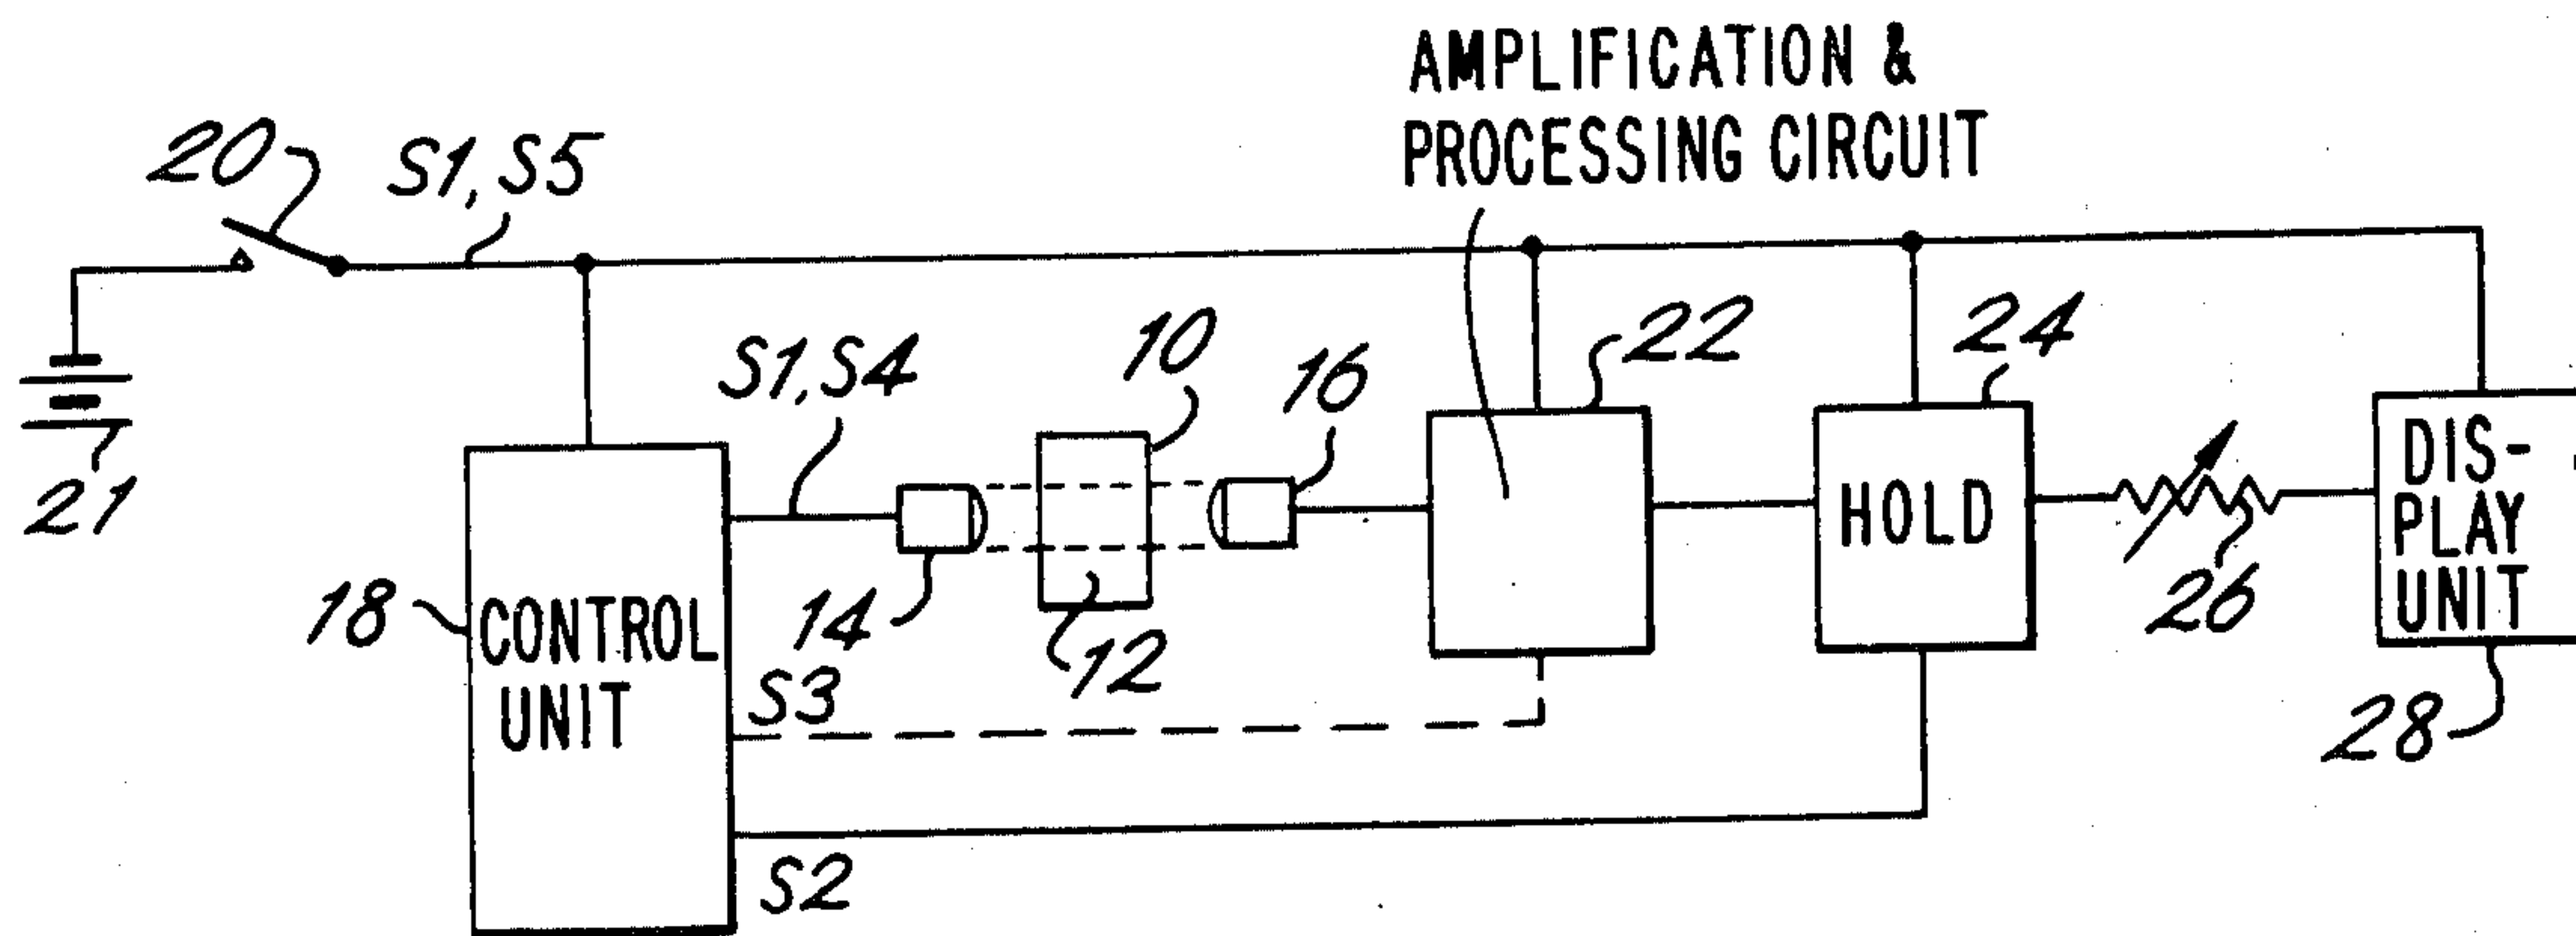 AMPLIFICATION &
PROCESSING CIRCUIT
20
S1, S5
21
S1, S4
10
16
22
24
18
CONTROL
UNIT
14
12
HOLD
26
DIS-
PLAY
UNIT
28
S3
S2